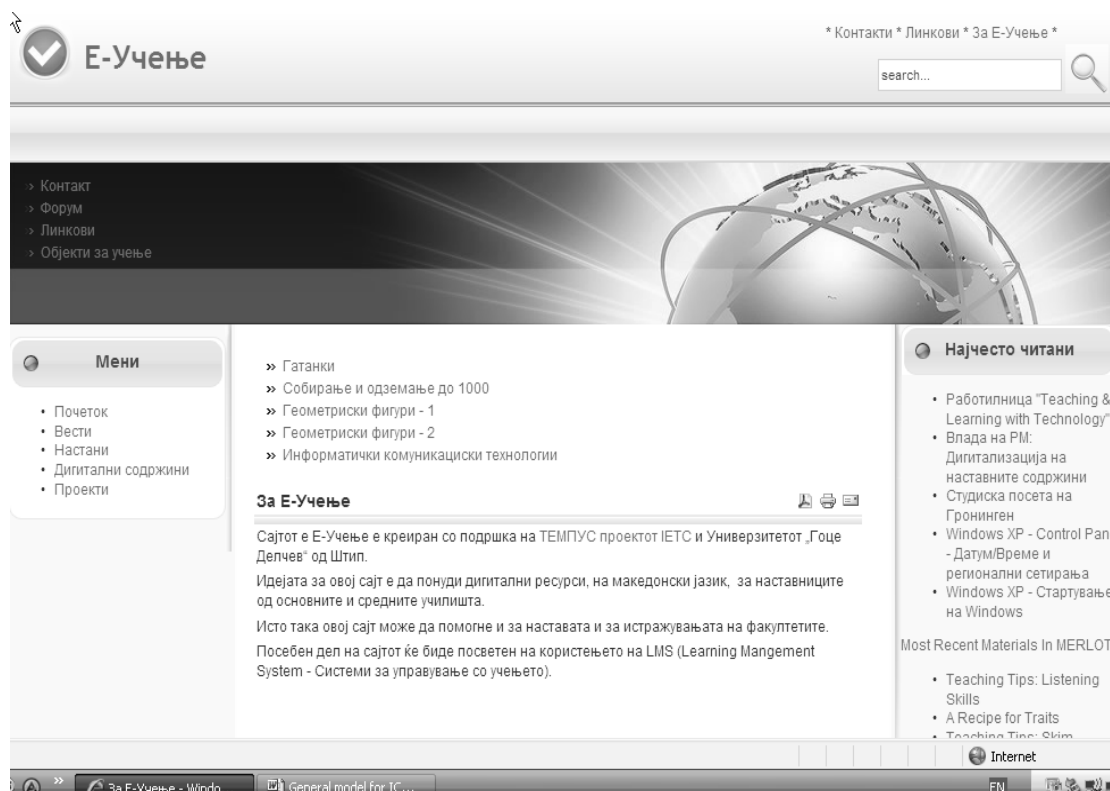 * Контакти * Линкови * За Е-Учење *
Е-Учење
search...
» Контакт
» Форум
» Линкови
» Објекти за учење
Мени
• Почеток
• Вести
• Настани
• Дигитални содржини
• Проекти
» Гатанки
» Собирање и одземање до 1000
» Геометриски фигури - 1
» Геометриски фигури - 2
» Информатички комуникациски технологии
За Е-Учење
Сајтот е Е-Учење е креиран со подршка на ТЕМПУС проектот IETC и Универзитетот „Гоце
Делчев“ од Штип.
Идејата за овој сајт е да понуди дигитални ресурси, на македонски јазик, за наставниците
од основните и средните училишта.
Исто така овој сајт може да помогне и за наставата и за истражувањата на факултетите.
Посебен дел на сајтот ќе биде посветен на користењето на LMS (Learning Mangement
System - Системи за управување со учењето).
Најчесто читани
• Работилница "Teaching &
Learning with Technology"
• Влада на РМ:
Дигитализација на
наставните содржини
• Студиска посета на
Гронинген
• Windows XP - Control Pan
- Датум/Време и
регионални сетирања
• Windows XP - Стартување
на Windows
Most Recent Materials In MERLOT
• Teaching Tips: Listening
Skills
• A Recipe for Traits
• Teaching Tips: Skim
Internet
» За Е-Учење - Windo...
General model for IC...
EN